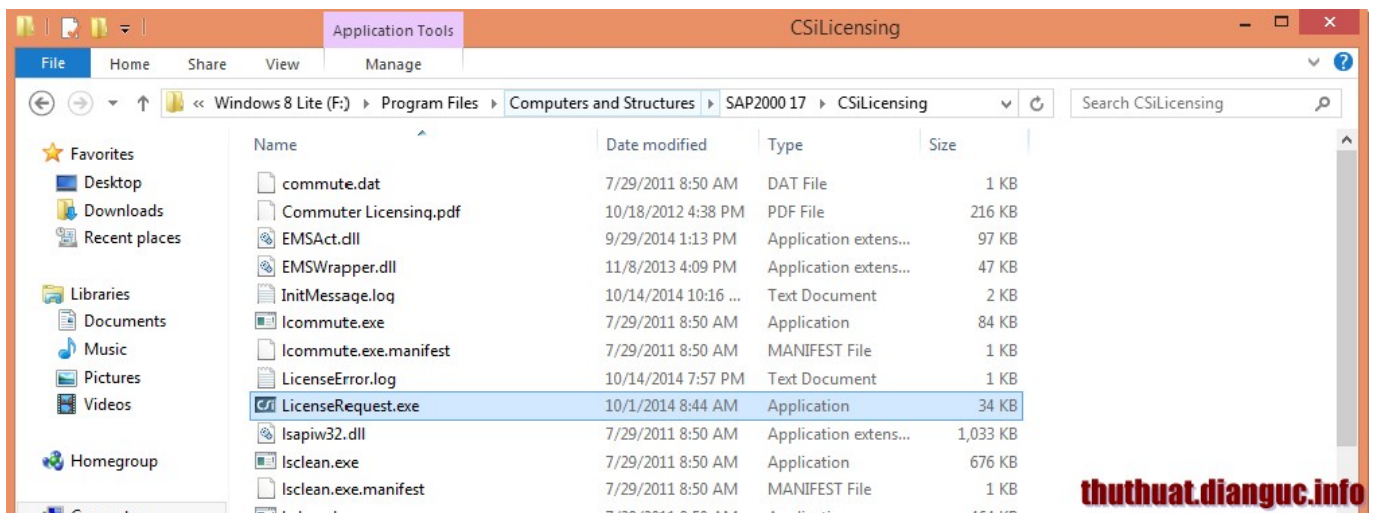 Application Tools CSiLicensing
File Home Share View Manage
« Windows 8 Lite (F:) Program Files Computers and Structures SAP2000 17 CSiLicensing Search CSiLicensing
Favorites
Desktop
Downloads
Recent places
Libraries
Documents
Music
Pictures
Videos
Homegroup
Name Date modified Type Size
commute.dat 7/29/2011 8:50 AM DAT File 1 KB
Commuter Licensing.pdf 10/18/2012 4:38 PM PDF File 216 KB
EMSAct.dll 9/29/2014 1:13 PM Application extens... 97 KB
EMSWrapper.dll 11/8/2013 4:09 PM Application extens... 47 KB
InitMessage.log 10/14/2014 10:16 ... Text Document 2 KB
lcommute.exe 7/29/2011 8:50 AM Application 84 KB
lcommute.exe.manifest 7/29/2011 8:50 AM MANIFEST File 1 KB
LicenseError.log 10/14/2014 7:57 PM Text Document 1 KB
CSi LicenseRequest.exe 10/1/2014 8:44 AM Application 34 KB
lsapiw32.dll 7/29/2011 8:50 AM Application extens... 1,033 KB
lsclean.exe 7/29/2011 8:50 AM Application 676 KB
lsclean.exe.manifest 7/29/2011 8:50 AM MANIFEST File 1 KB
thuthuat.dianguc.info